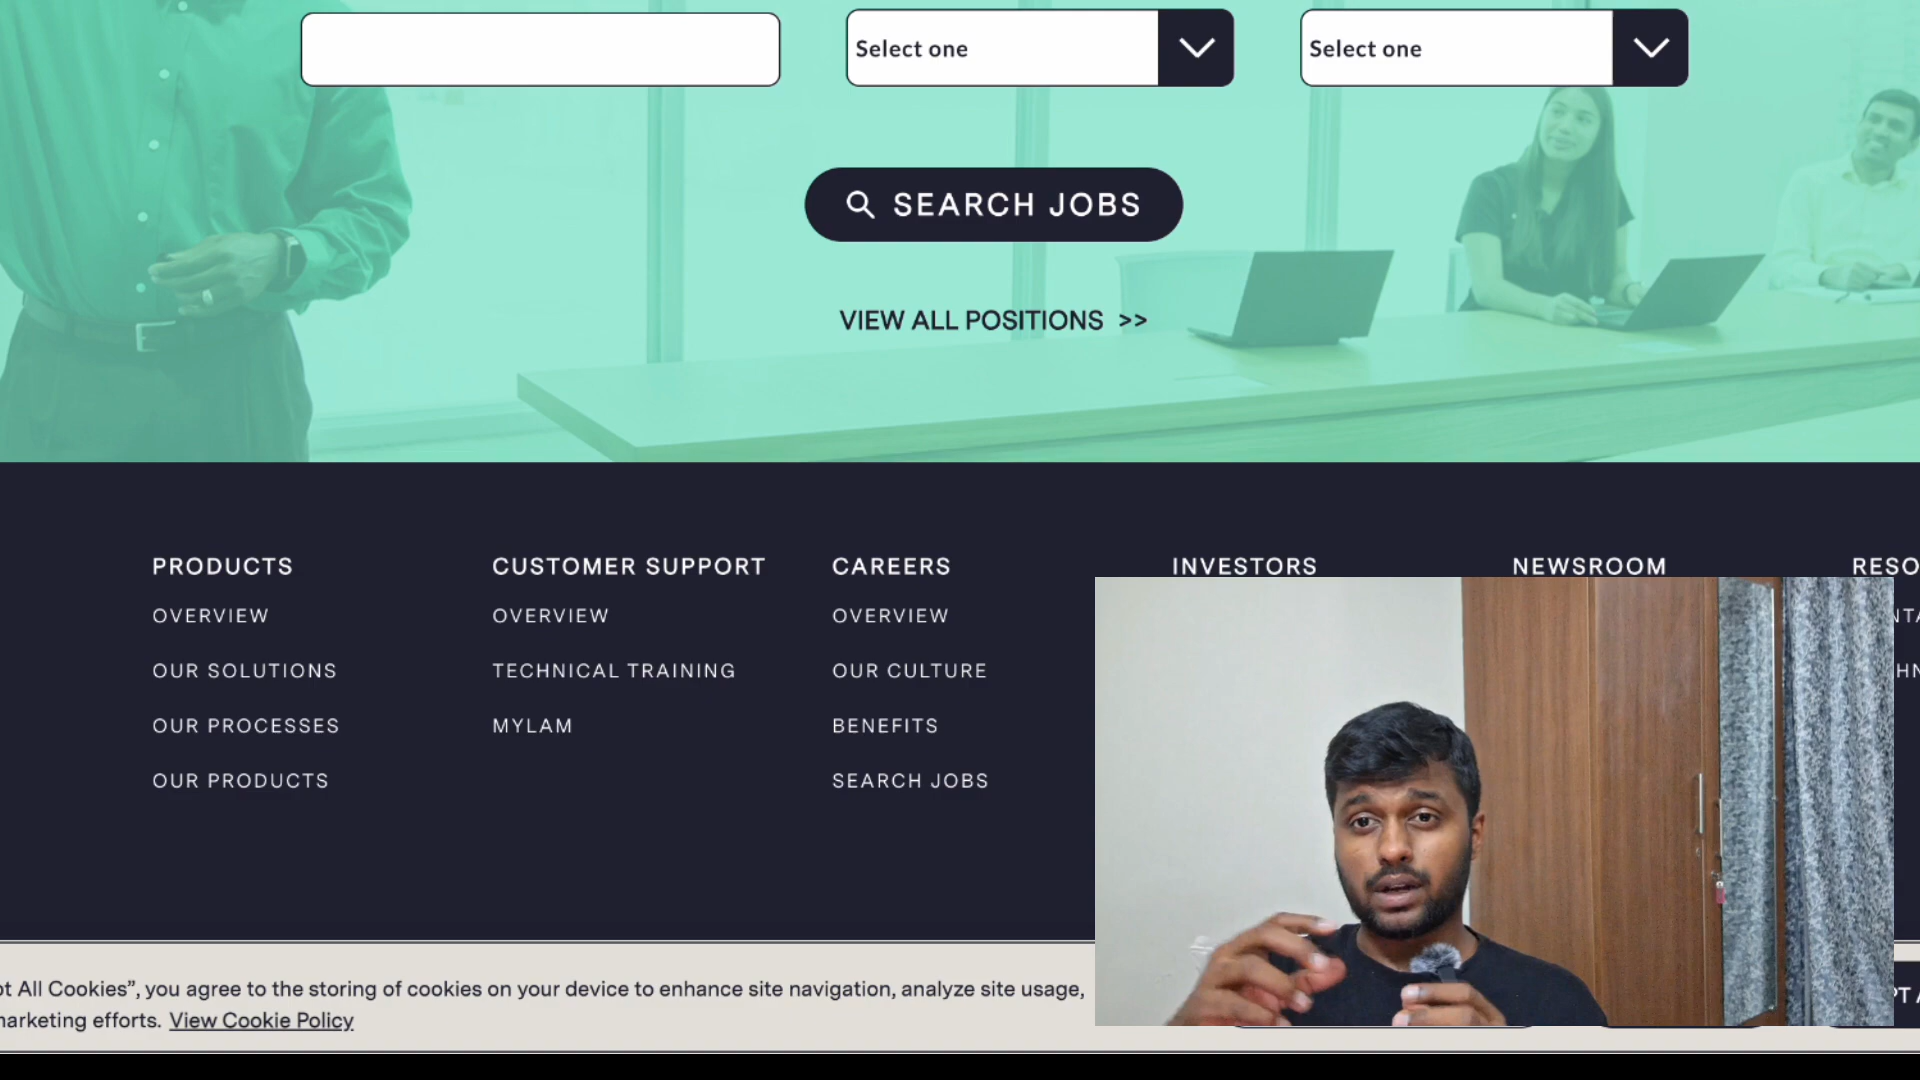 Select one
Select one
SEARCH JOBS
VIEW ALL POSITIONS >>
PRODUCTS
OVERVIEW
OUR SOLUTIONS
OUR PROCESSES
OUR PRODUCTS
CUSTOMER SUPPORT
OVERVIEW
TECHNICAL TRAINING
MYLAM
CAREERS
OVERVIEW
OUR CULTURE
BENEFITS
SEARCH JOBS
INVESTORS
NEWSROOM
All Cookies”, you agree to the storing of cookies on your device to enhance site navigation, analyze site usage,
marketing efforts. View Cookie Policy